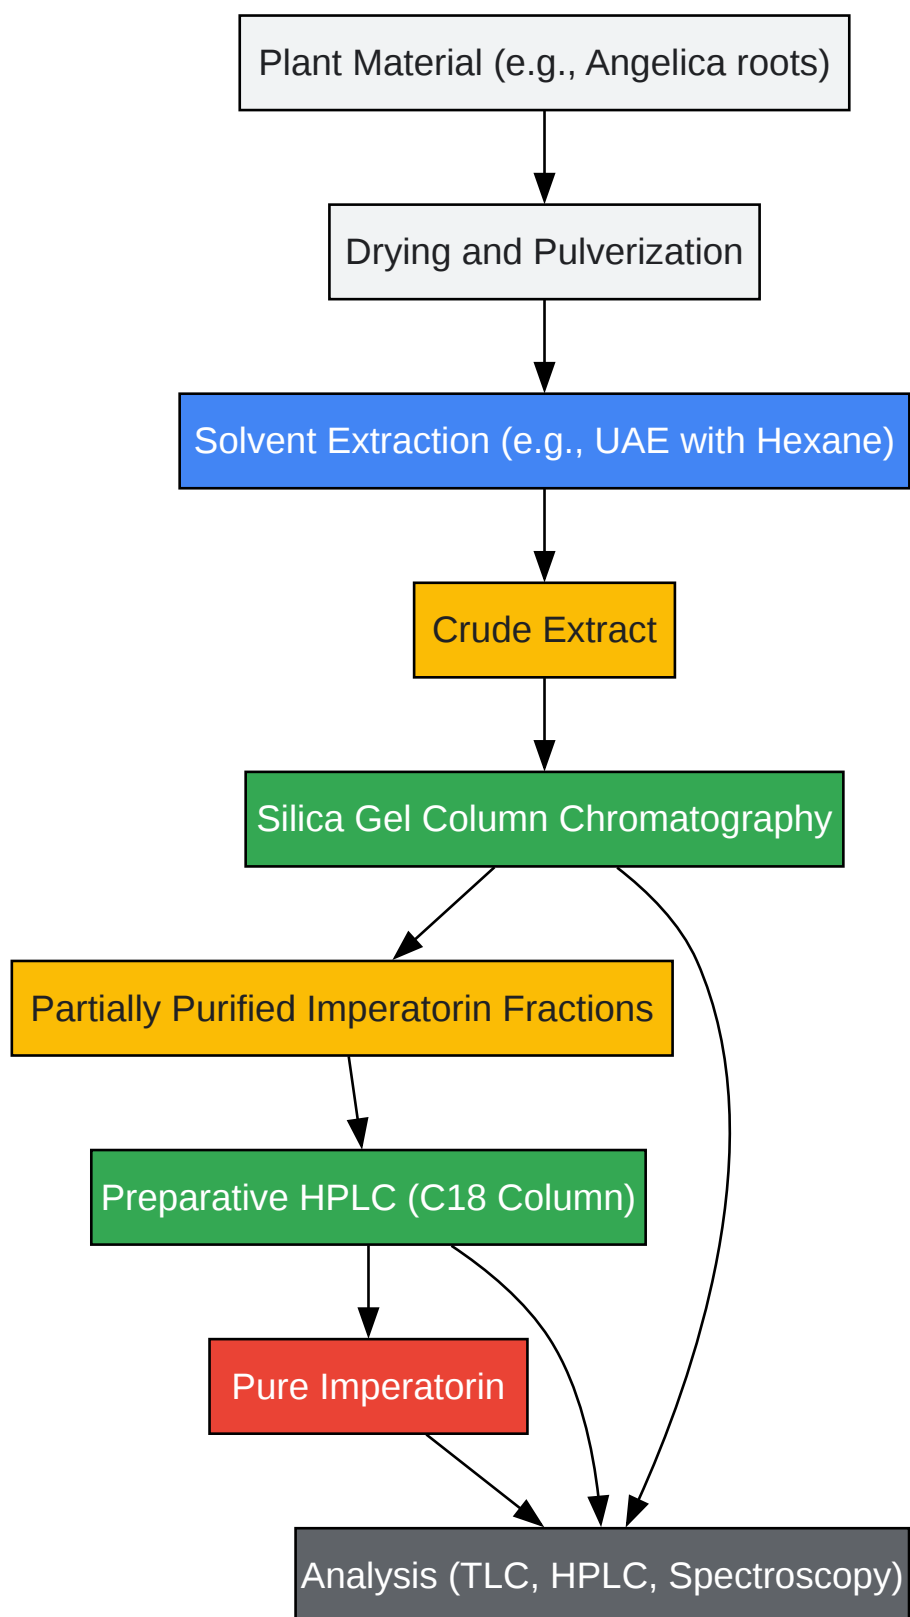 Plant Material (e.g., Angelica roots)
Drying and Pulverization
Solvent Extraction (e.g., UAE with Hexane)
Crude Extract
Silica Gel Column Chromatography
Partially Purified Imperatorin Fractions
Preparative HPLC (C18 Column)
Pure Imperatorin
Analysis (TLC, HPLC, Spectroscopy)